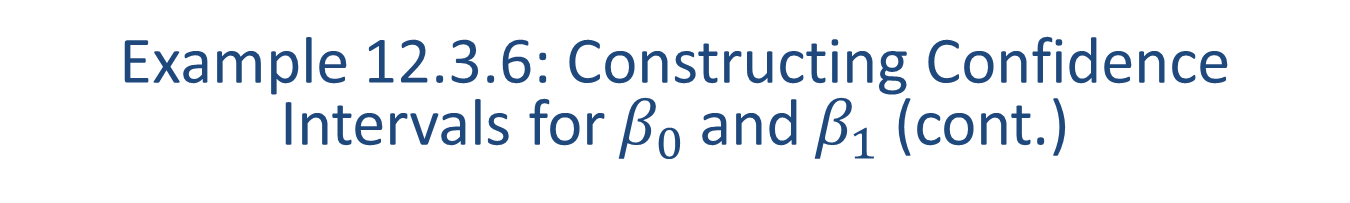 Example 12.3.6: Constructing Confidence
Intervals for β₀ and β₁ (cont.)